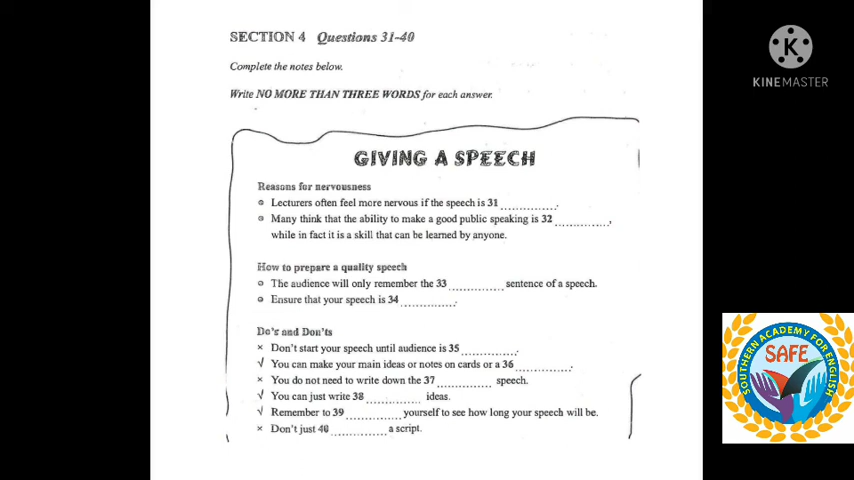 SECTION 4 Questions 31-40
Complete the notes below.
Write NO MORE THAN THREE WORDS for each answer.
GIVING A SPEECH
Reasons for nervousness
Lecturers often feel more nervous if the speech is 31 ..............
Many think that the ability to make a good public speaking is 32 ..............,
while in fact it is a skill that can be learned by anyone.
How to prepare a quality speech
The audience will only remember the 33 .............. sentence of a speech.
Ensure that your speech is 34 ..............
Do's and Don'ts
× Don't start your speech until audience is 35 ..............
√ You can make your main ideas or notes on cards or a 36 ..............
× You do not need to write down the 37 .............. speech.
√ You can just write 38 .............. ideas.
√ Remember to 39 .............. yourself to see how long your speech will be.
× Don't just 40 .............. a script.
K
KINEMASTER
SOUTHERN ACADEMY FOR ENGLISH
SAFE